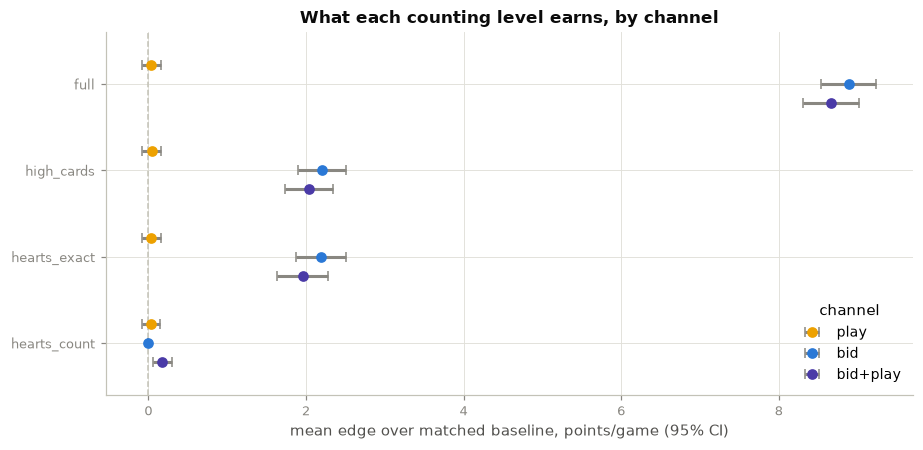 What each counting level earns, by channel
full
high_cards
hearts_exact
hearts_count
channel
play
bid
bid+play
0 2 4 6 8
mean edge over matched baseline, points/game (95% CI)